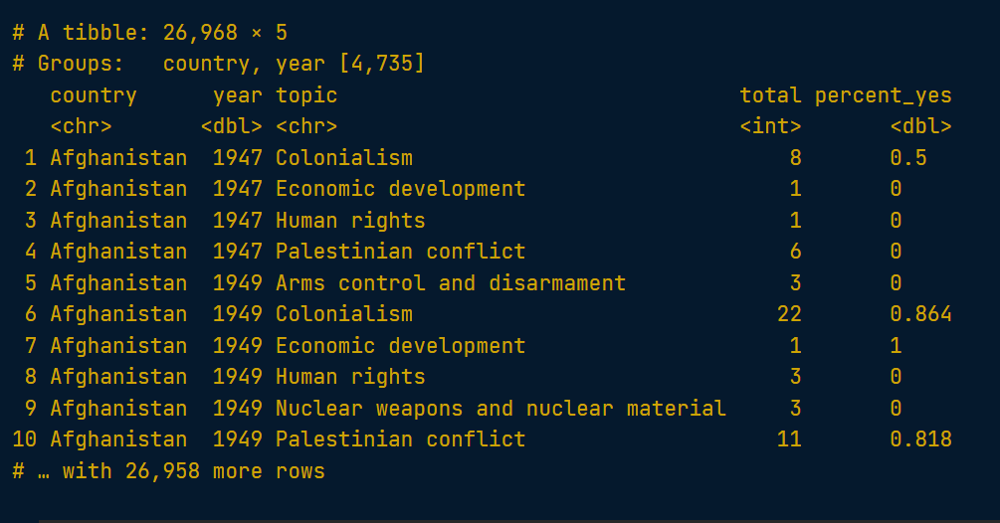 # A tibble: 26,968 × 5
# Groups:   country, year [4,735]
   country      year topic                                total percent_yes
   <chr>       <dbl> <chr>                                <int>       <dbl>
 1 Afghanistan  1947 Colonialism                              8       0.5
 2 Afghanistan  1947 Economic development                     1       0
 3 Afghanistan  1947 Human rights                             1       0
 4 Afghanistan  1947 Palestinian conflict                     6       0
 5 Afghanistan  1949 Arms control and disarmament             3       0
 6 Afghanistan  1949 Colonialism                             22       0.864
 7 Afghanistan  1949 Economic development                     1       1
 8 Afghanistan  1949 Human rights                             3       0
 9 Afghanistan  1949 Nuclear weapons and nuclear material     3       0
10 Afghanistan  1949 Palestinian conflict                    11       0.818
# … with 26,958 more rows